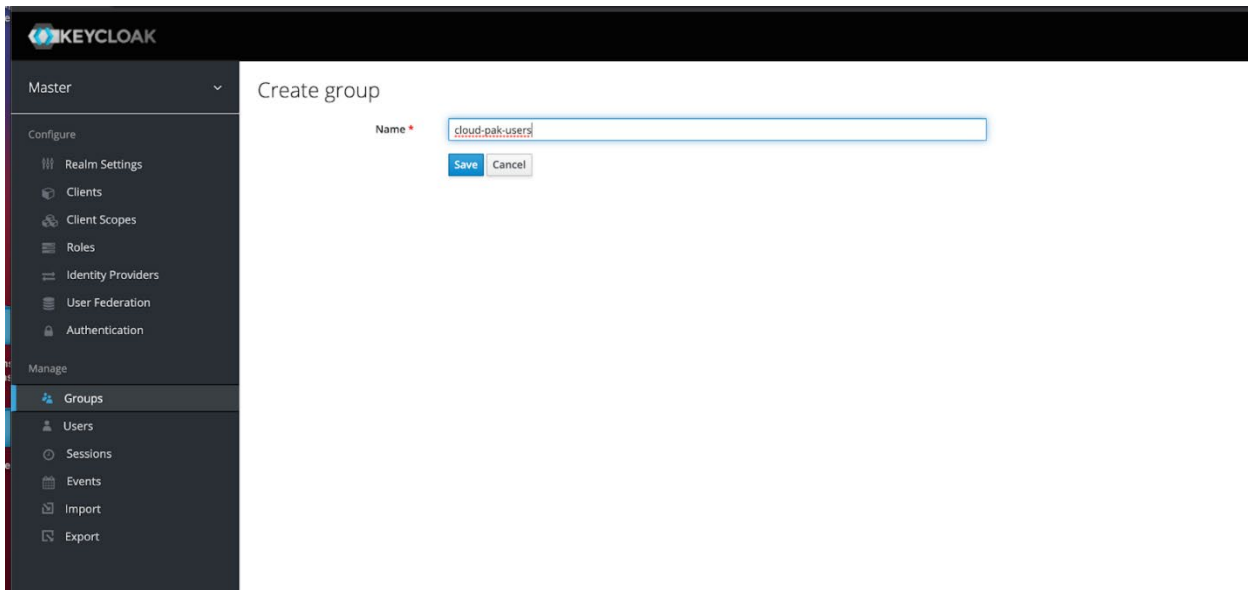 KEYCLOAK
Master
Create group
Name *
cloud-pak-users
Save
Cancel
Configure
Realm Settings
Clients
Client Scopes
Roles
Identity Providers
User Federation
Authentication
Manage
Groups
Users
Sessions
Events
Import
Export